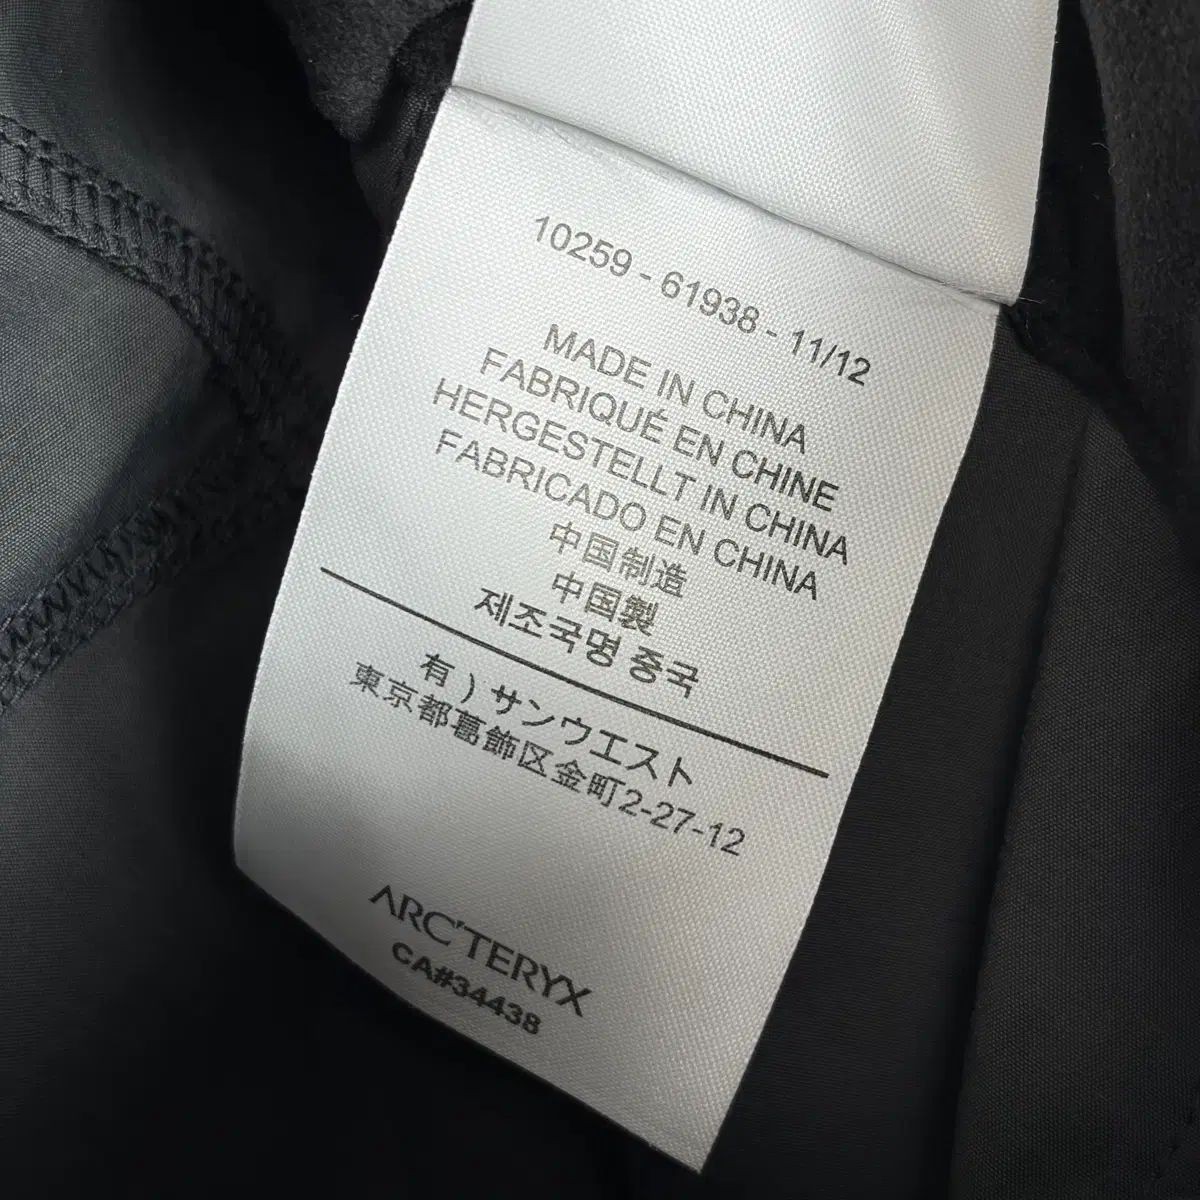 10259 - 61938 - 11/12
MADE IN CHINA
FABRIQUÉ EN CHINE
HERGESTELLT IN CHINA
FABRICADO EN CHINA
中国制造
中国製
제조국명 중국
有）サンウエスト
東京都葛飾区金町2-27-12
ARC'TERYX
CA#34438